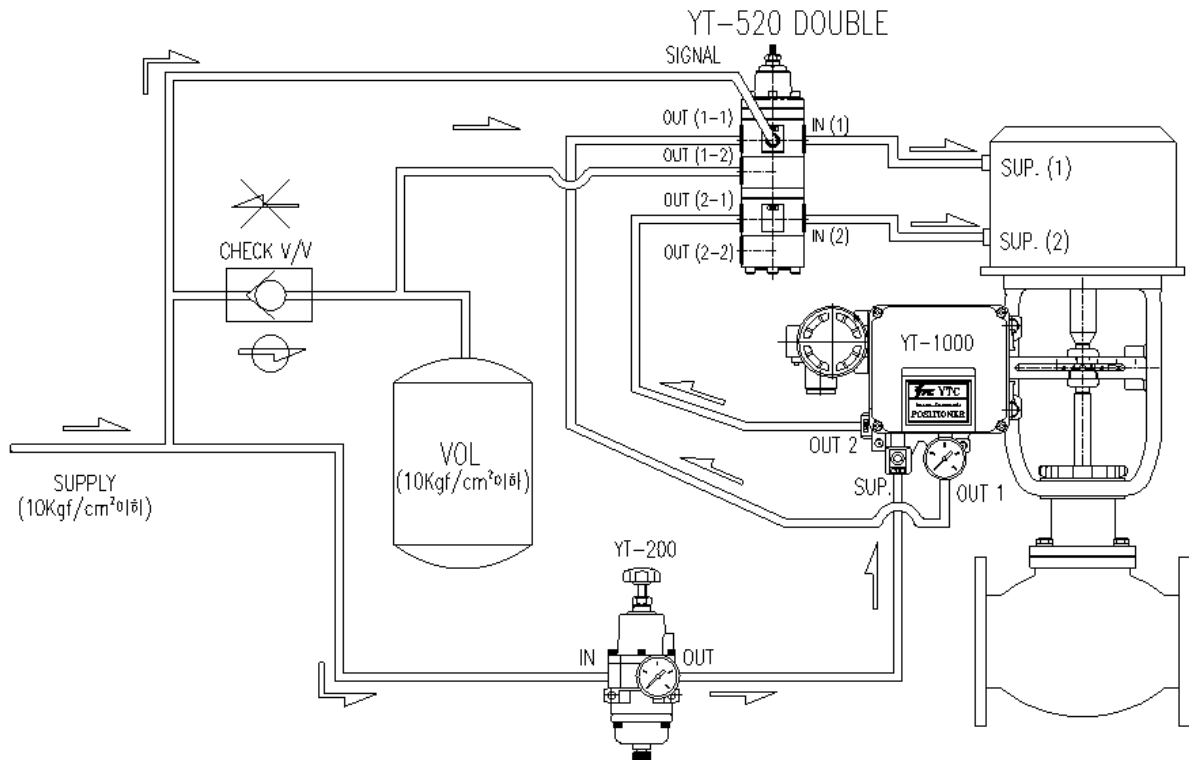 YT-520 DOUBLE
SIGNAL
OUT (1-1)
IN (1)
OUT (1-2)
SUP. (1)
OUT (2-1)
IN (2)
OUT (2-2)
SUP. (2)
CHECK V/V
YT-1000
YTC
POSITIONER
OUT 2
VOL
(10Kgf/cm²이하)
SUPPLY
(10Kgf/cm²이하)
SUP.
OUT 1
YT-200
IN
OUT